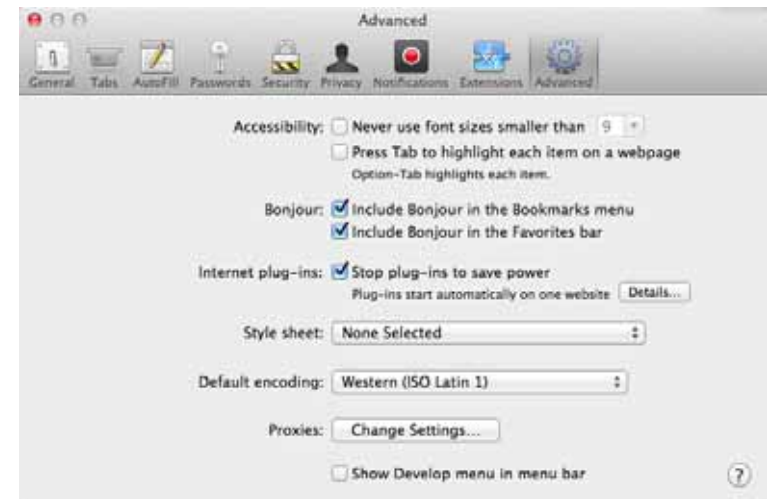 Advanced
General Tabs AutoFill Passwords Security Privacy Notifications Extensions Advanced
Accessibility: Never use font sizes smaller than 9
Press Tab to highlight each item on a webpage
Option-Tab highlights each item.
Bonjour: Include Bonjour in the Bookmarks menu
Include Bonjour in the Favorites bar
Internet plug-ins: Stop plug-ins to save power
Plug-ins start automatically on one website Details...
Style sheet: None Selected
Default encoding: Western (ISO Latin 1)
Proxies: Change Settings...
Show Develop menu in menu bar
?